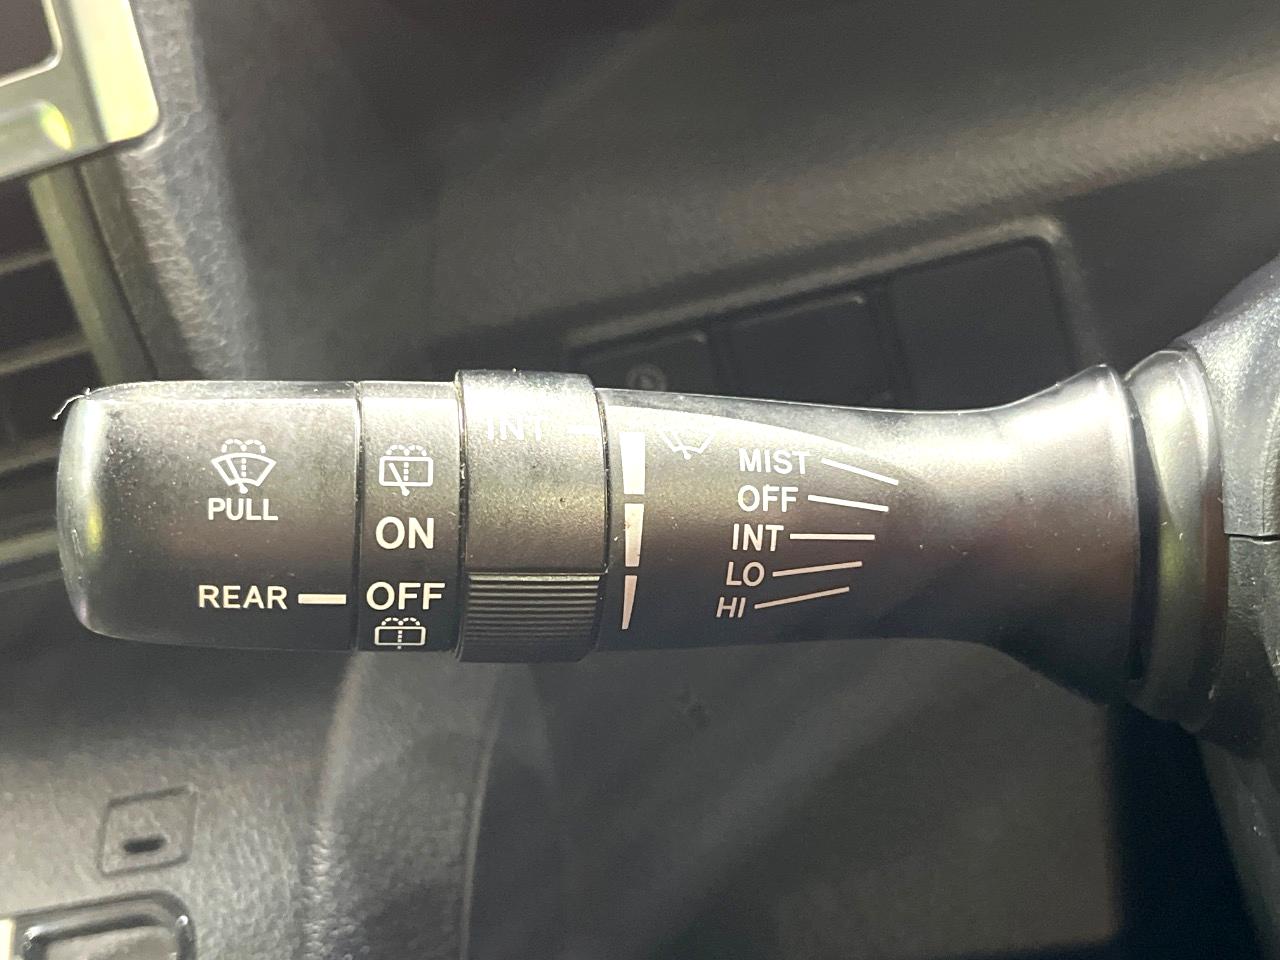 PULL
REAR
ON
OFF
INT
MIST
OFF
INT
LO
HI